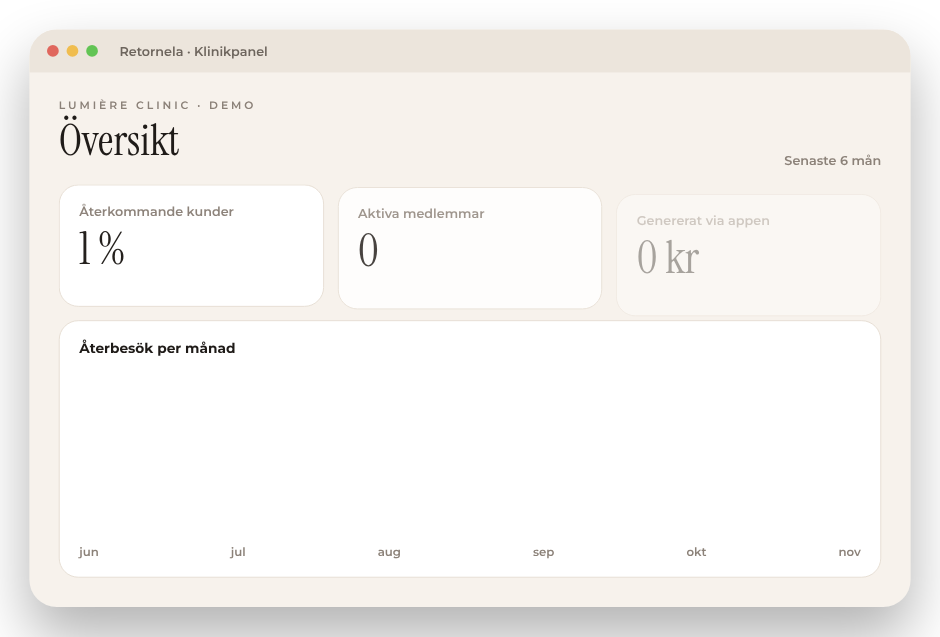 Retornela · Klinikpanel
LUMIÈRE CLINIC · DEMO
Översikt
Senaste 6 mån
Återkommande kunder
1 %
Aktiva medlemmar
0
Genererat via appen
0 kr
Återbesök per månad
jun jul aug sep okt nov